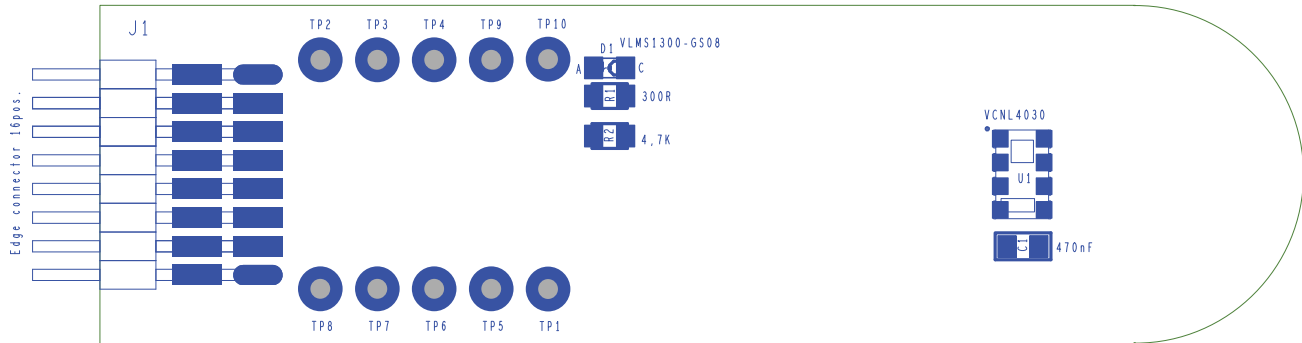 J1
TP2 TP3 TP4 TP9 TP10
D1 VLMS1300-GS08
A C
R1 300R
R2 4,7K
Edge connector 16pos.
VCNL4030
U1
C1 470nF
TP8 TP7 TP6 TP5 TP1